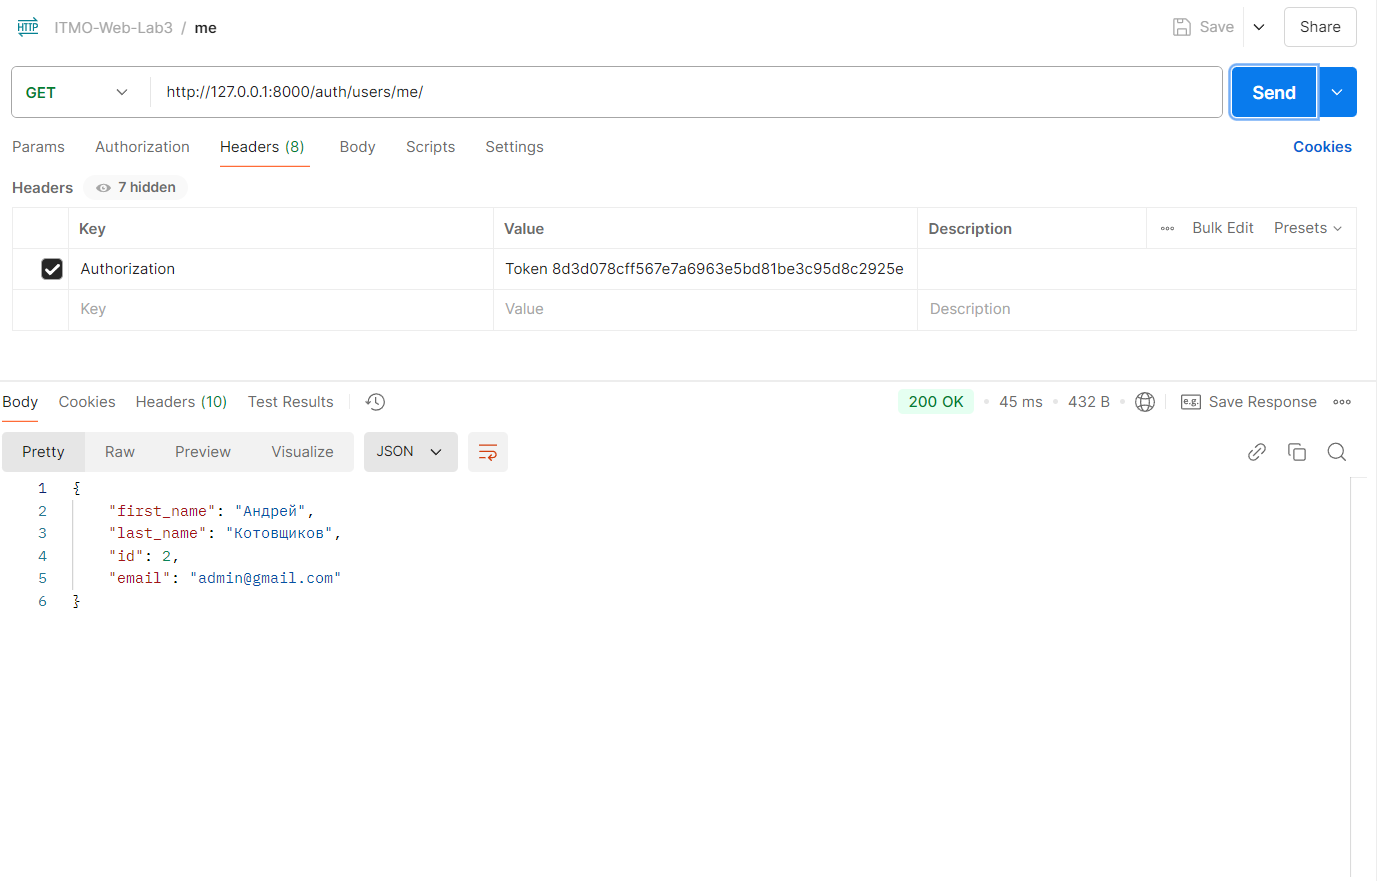 HTTP ITMO-Web-Lab3 / me Save Share
GET http://127.0.0.1:8000/auth/users/me/ Send
Params Authorization Headers (8) Body Scripts Settings Cookies
Headers 7 hidden
Key Value Description Bulk Edit Presets
Authorization Token 8d3d078cff567e7a6963e5bd81be3c95d8c2925e
Key Value Description
Body Cookies Headers (10) Test Results 200 OK 45 ms 432 B e.g. Save Response
Pretty Raw Preview Visualize JSON
1 {
2 "first_name": "Андрей",
3 "last_name": "Котовщиков",
4 "id": 2,
5 "email": "admin@gmail.com"
6 }